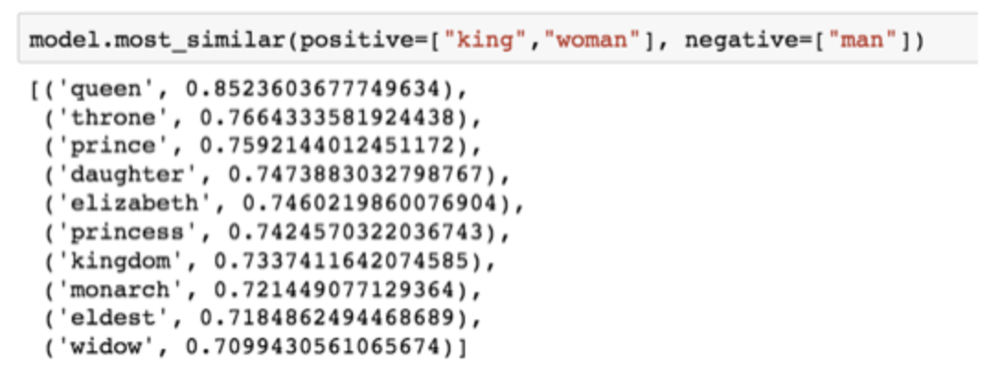 model.most_similar(positive=["king","woman"], negative=["man"])
[('queen', 0.8523603677749634),
('throne', 0.7664333581924438),
('prince', 0.7592144012451172),
('daughter', 0.7473883032798767),
('elizabeth', 0.7460219860076904),
('princess', 0.7424570322036743),
('kingdom', 0.7337411642074585),
('monarch', 0.721449077129364),
('eldest', 0.7184862494468689),
('widow', 0.7099430561065674)]